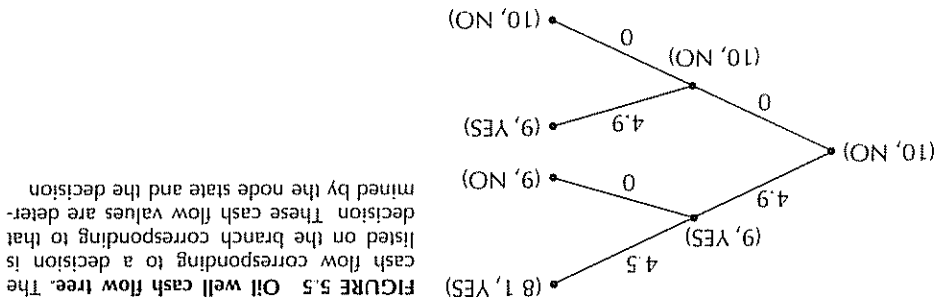 (8 1, YES)
4.5
(9, YES)
4.9
0
(9, NO)
(10, NO)
(9, YES)
4.9
0
(10, NO)
0
(10, NO)
FIGURE 5.5 Oil well cash flow tree. The
cash flow corresponding to a decision is
listed on the branch corresponding to that
decision These cash flow values are deter-
mined by the node state and the decision